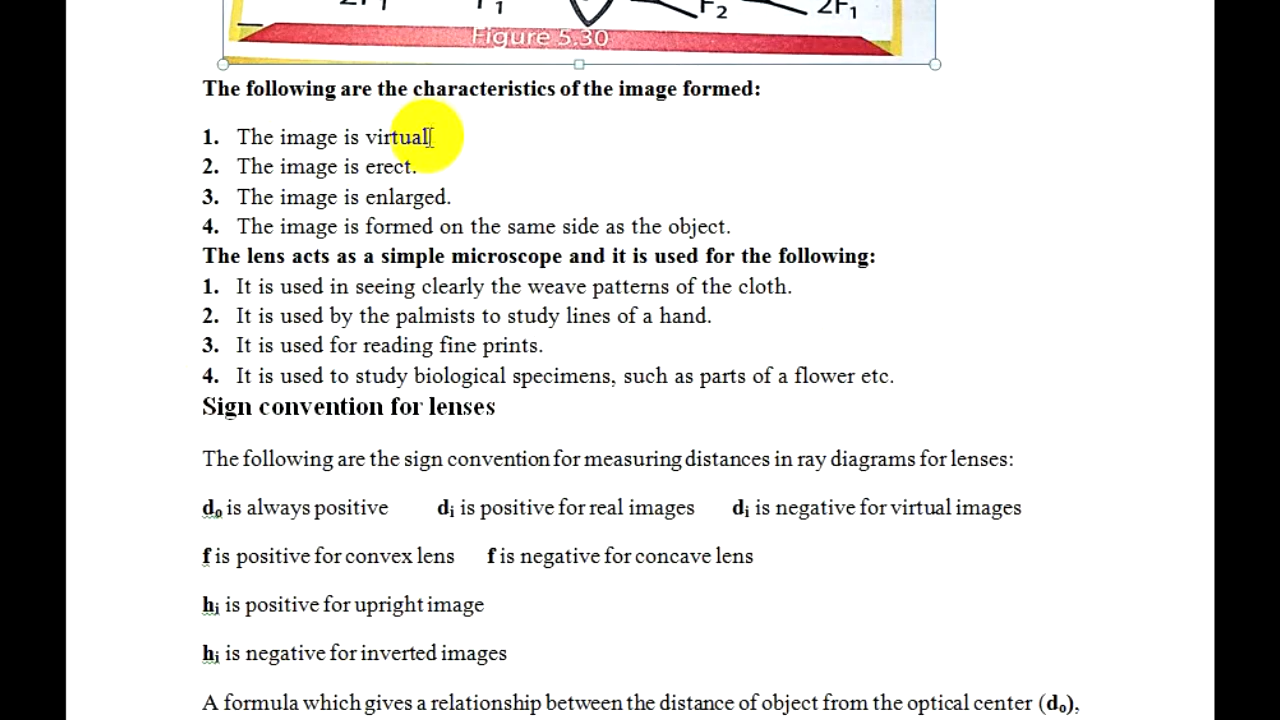 F₂ 2F₁
Figure 5.30
The following are the characteristics of the image formed:
1. The image is virtual
2. The image is erect.
3. The image is enlarged.
4. The image is formed on the same side as the object.
The lens acts as a simple microscope and it is used for the following:
1. It is used in seeing clearly the weave patterns of the cloth.
2. It is used by the palmists to study lines of a hand.
3. It is used for reading fine prints.
4. It is used to study biological specimens, such as parts of a flower etc.
Sign convention for lenses
The following are the sign convention for measuring distances in ray diagrams for lenses:
dₒ is always positive dᵢ is positive for real images dᵢ is negative for virtual images
f is positive for convex lens f is negative for concave lens
hᵢ is positive for upright image
hᵢ is negative for inverted images
A formula which gives a relationship between the distance of object from the optical center (dₒ),